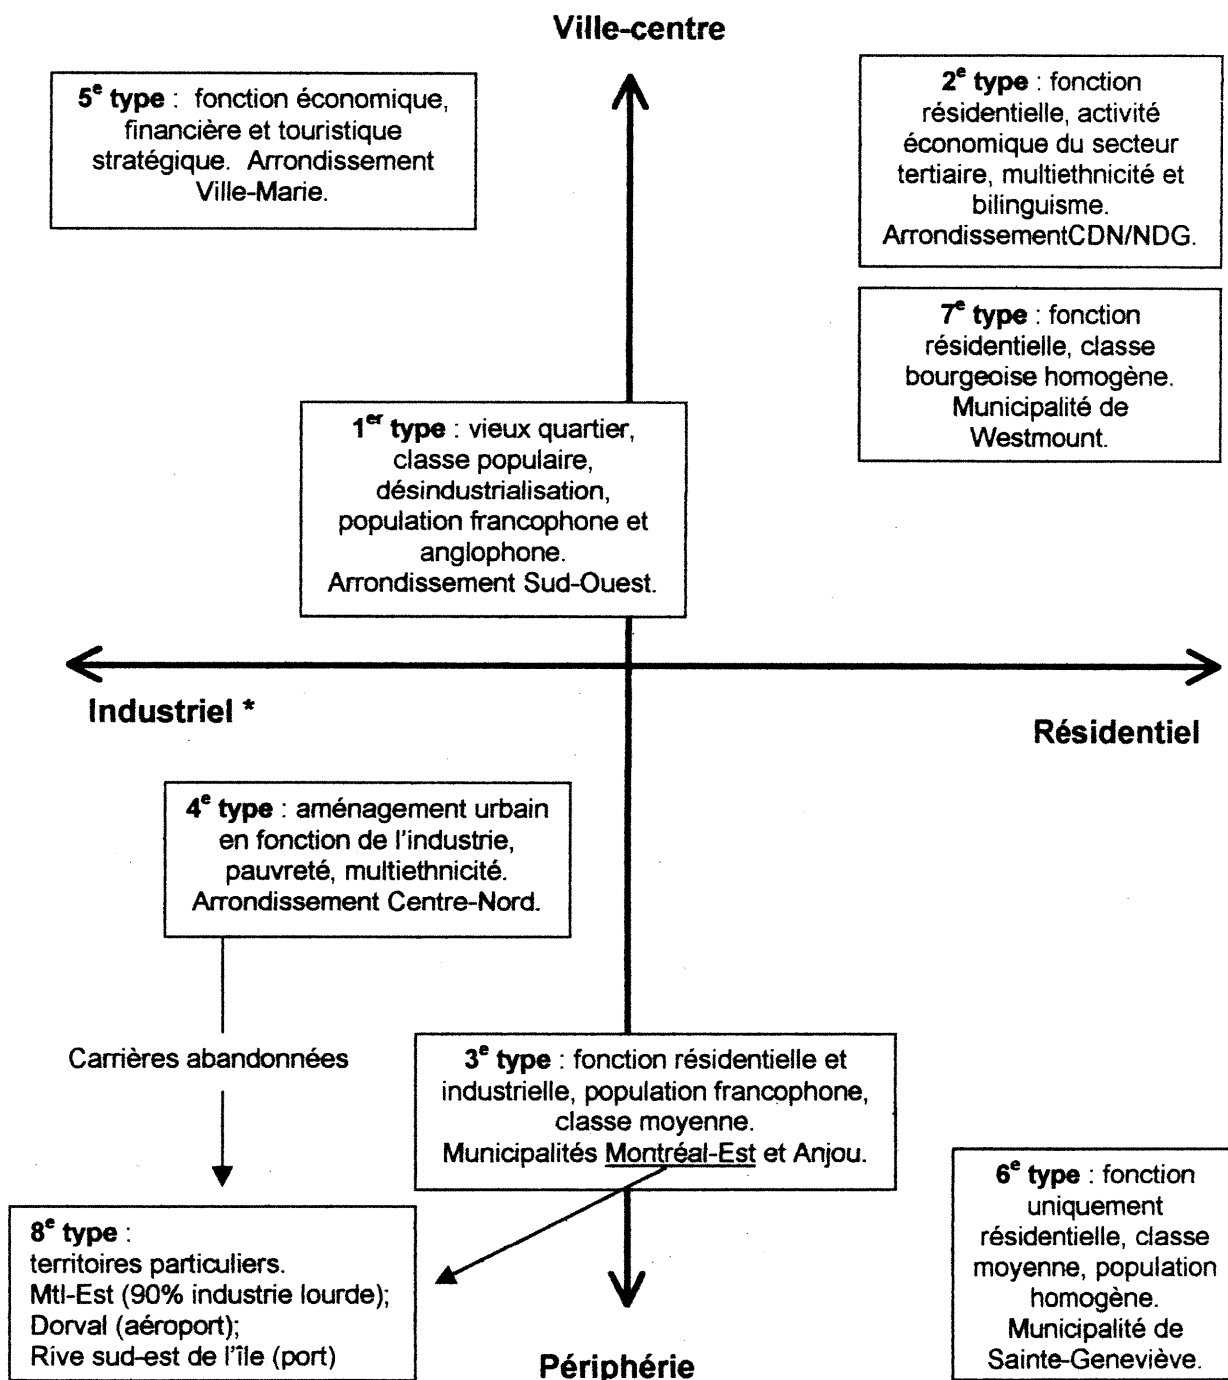 Ville-centre
5e type : fonction économique,
financière et touristique
stratégique. Arrondissement
Ville-Marie.
2e type : fonction
résidentielle, activité
économique du secteur
tertiaire, multiethnicité et
bilinguisme.
ArrondissementCDN/NDG.
7e type : fonction
résidentielle, classe
bourgeoise homogène.
Municipalité de
Westmount.
1er type : vieux quartier,
classe populaire,
désindustrialisation,
population francophone et
anglophone.
Arrondissement Sud-Ouest.
Industriel *
Résidentiel
4e type : aménagement urbain
en fonction de l'industrie,
pauvreté, multiethnicité.
Arrondissement Centre-Nord.
Carrières abandonnées
3e type : fonction résidentielle et
industrielle, population francophone,
classe moyenne.
Municipalités Montréal-Est et Anjou.
6e type : fonction
uniquement
résidentielle, classe
moyenne, population
homogène.
Municipalité de
Sainte-Geneviève.
8e type :
territoires particuliers.
Mtl-Est (90% industrie lourde);
Dorval (aéroport);
Rive sud-est de l'île (port)
Périphérie